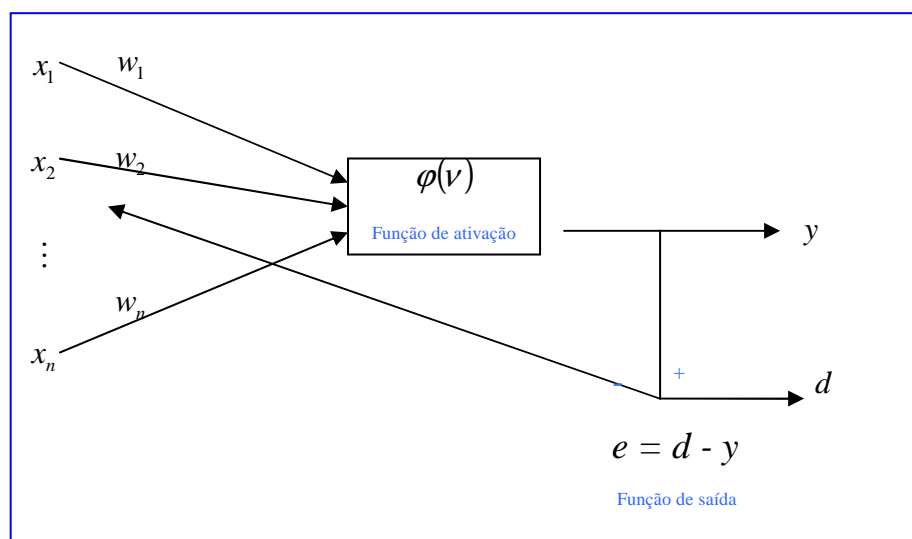 x₁
w₁
x₂
w₂
φ(ν)
Função de ativação
y
⋮
wₙ
xₙ
-
+
d
e = d - y
Função de saída